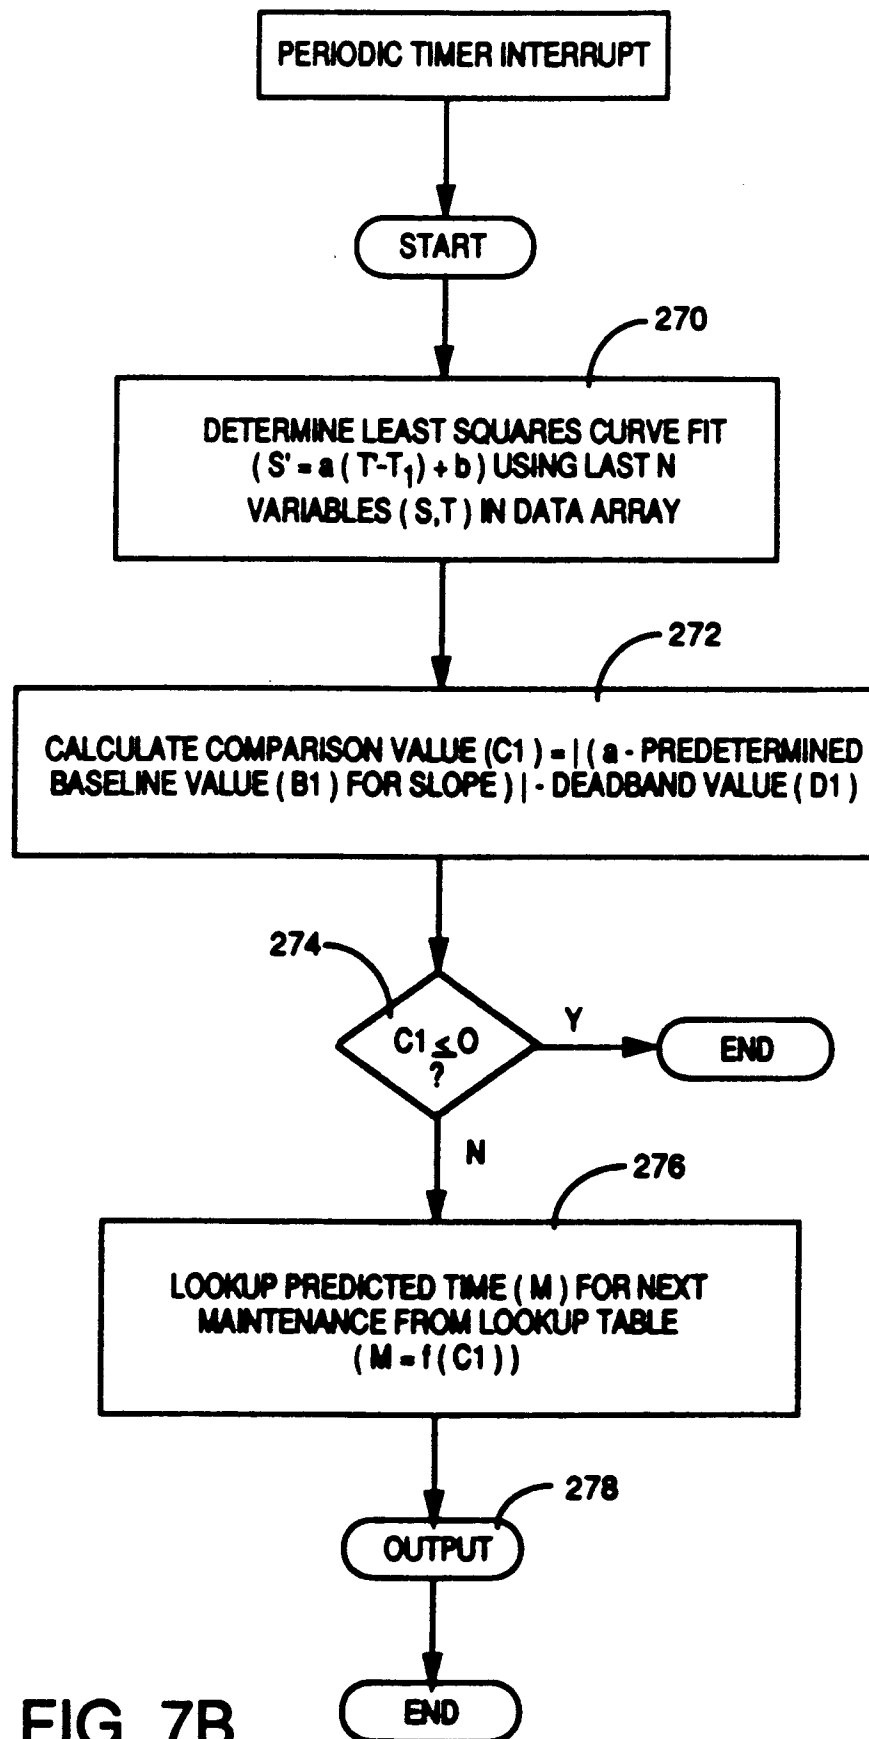 PERIODIC TIMER INTERRUPT
START
270
DETERMINE LEAST SQUARES CURVE FIT
( S' = a ( T'-T₁) + b ) USING LAST N
VARIABLES ( S,T ) IN DATA ARRAY
272
CALCULATE COMPARISON VALUE (C1 ) = | ( a - PREDETERMINED
BASELINE VALUE ( B1 ) FOR SLOPE ) | - DEADBAND VALUE ( D1 )
274
C1 ≤ O
?
Y
END
N
276
LOOKUP PREDICTED TIME ( M ) FOR NEXT
MAINTENANCE FROM LOOKUP TABLE
( M = f ( C1 ) )
278
OUTPUT
END
FIG. 7B